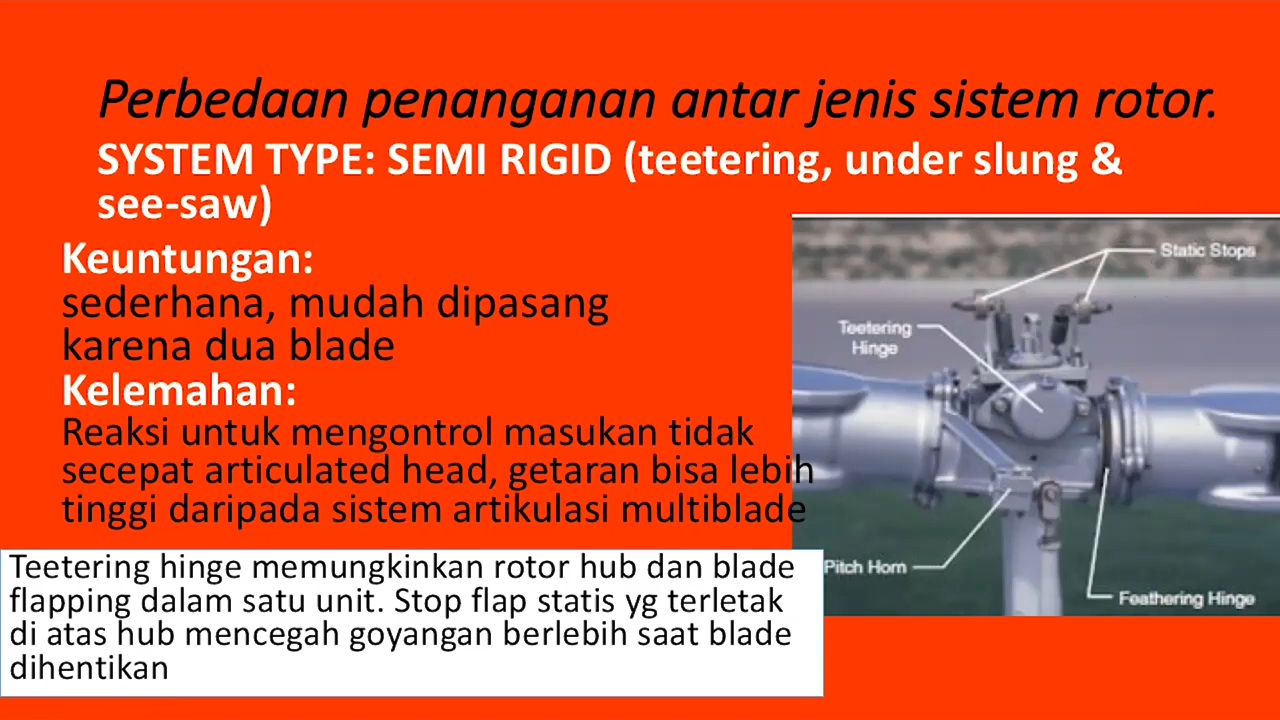 Perbedaan penanganan antar jenis sistem rotor.
SYSTEM TYPE: SEMI RIGID (teetering, under slung &
see-saw)
Keuntungan:
sederhana, mudah dipasang
karena dua blade
Kelemahan:
Reaksi untuk mengontrol masukan tidak
secepat articulated head, getaran bisa lebih
tinggi daripada sistem artikulasi multiblade
Teetering hinge memungkinkan rotor hub dan blade
flapping dalam satu unit. Stop flap statis yg terletak
di atas hub mencegah goyangan berlebih saat blade
dihentikan
Static Stops
Teetering
Hinge
Pitch Horn
Feathering Hinge